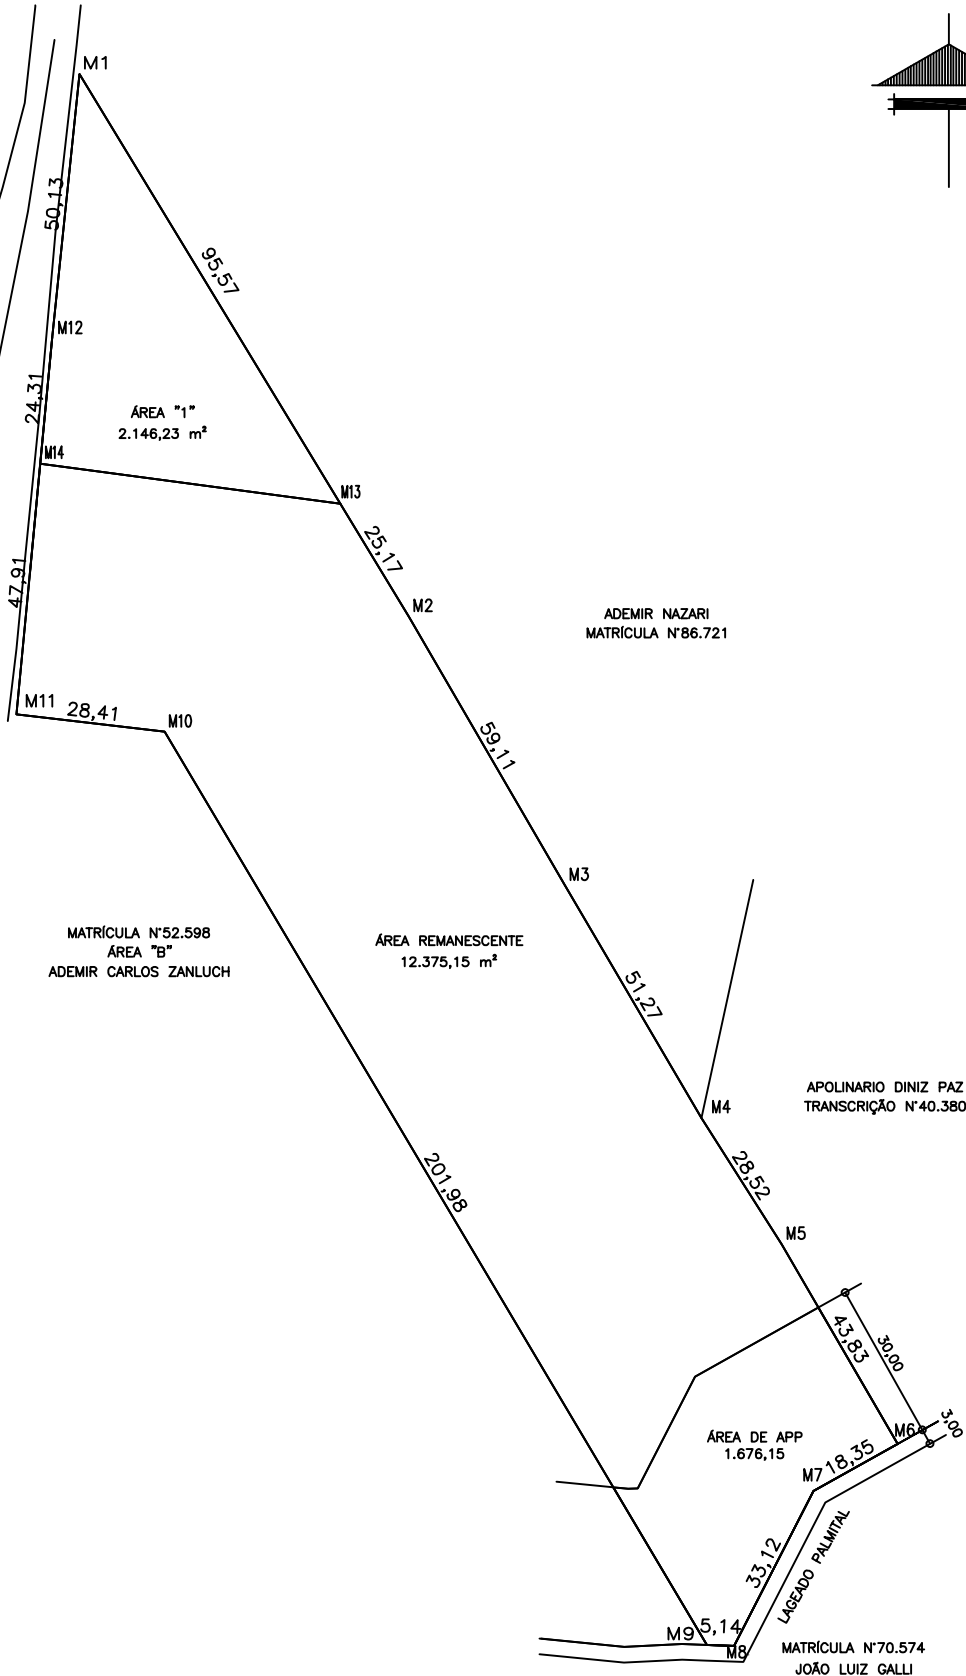 M1
50,13
95,57
M12
24,31
ÁREA "1"
2.146,23 m²
M14
M13
25,17
47,91
M2
ADEMIR NAZARI
MATRÍCULA N°86.721
M11
28,41
M10
59,11
M3
MATRÍCULA N°52.598
ÁREA "B"
ADEMIR CARLOS ZANLUCH
ÁREA REMANESCENTE
12.375,15 m²
51,27
APOLINARIO DINIZ PAZ
TRANSCRIÇÃO N°40.380
M4
201,98
28,52
M5
43,83
30,00
ÁREA DE APP
1.676,15
M6
3,00
M7
18,35
33,12
LAGEADO PALMITAL
M9
5,14
M8
MATRÍCULA N°70.574
JOÃO LUIZ GALLI